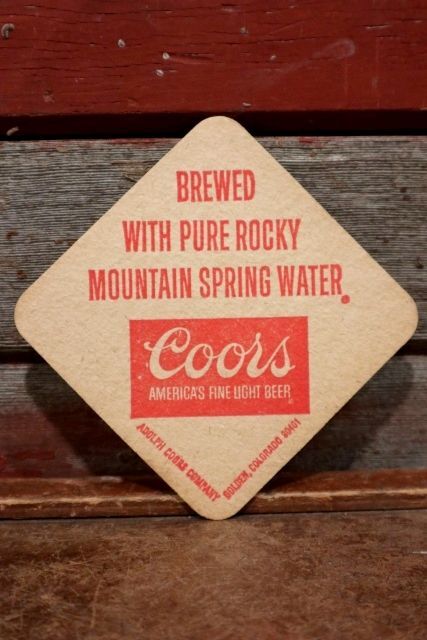 BREWED
WITH PURE ROCKY
MOUNTAIN SPRING WATER.
Coors
AMERICA'S FINE LIGHT BEER
ADOLPH COORS COMPANY GOLDEN, COLORADO 80401